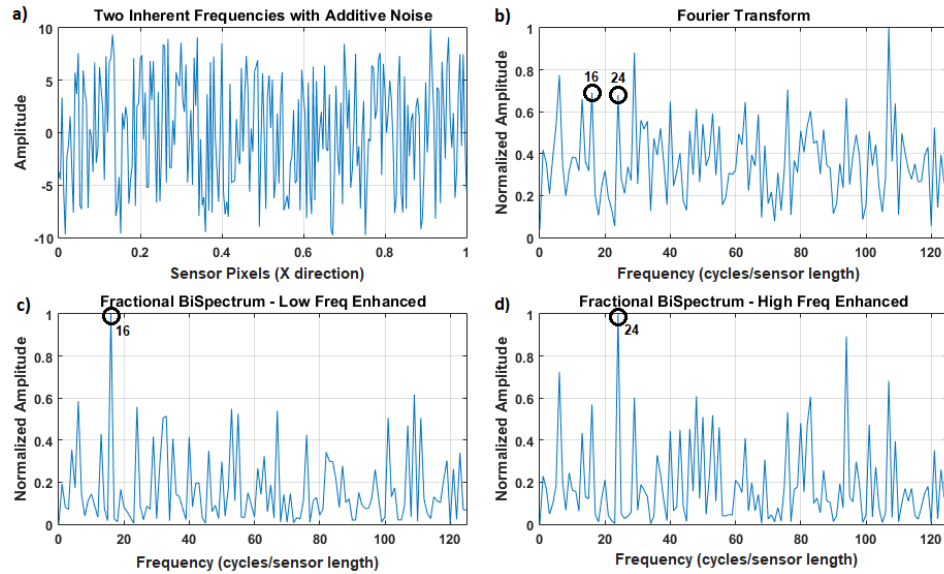 a)
Two Inherent Frequencies with Additive Noise
Amplitude
10
5
0
-5
-10
0 0.2 0.4 0.6 0.8 1
Sensor Pixels (X direction)
b)
Fourier Transform
Normalized Amplitude
1
0.8
0.6
0.4
0.2
0
16 24
0 20 40 60 80 100 120
Frequency (cycles/sensor length)
c)
Fractional BiSpectrum - Low Freq Enhanced
Normalized Amplitude
1
0.8
0.6
0.4
0.2
0
16
0 20 40 60 80 100 120
Frequency (cycles/sensor length)
d)
Fractional BiSpectrum - High Freq Enhanced
Normalized Amplitude
1
0.8
0.6
0.4
0.2
0
24
0 20 40 60 80 100 120
Frequency (cycles/sensor length)